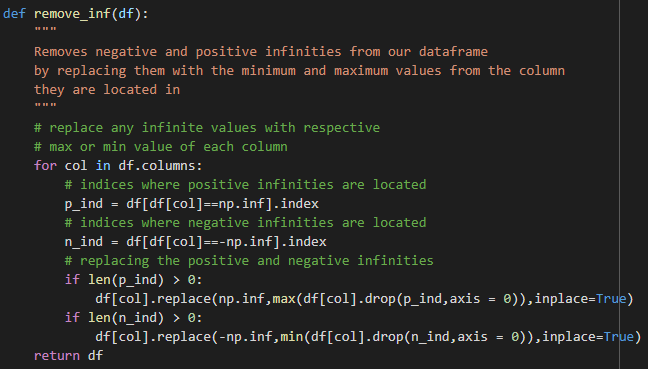 def remove_inf(df):
    """
    Removes negative and positive infinities from our dataframe
    by replacing them with the minimum and maximum values from the column
    they are located in
    """
    # replace any infinite values with respective
    # max or min value of each column
    for col in df.columns:
        # indices where positive infinities are located
        p_ind = df[df[col]==np.inf].index
        # indices where negative infinities are located
        n_ind = df[df[col]==-np.inf].index
        # replacing the positive and negative infinities
        if len(p_ind) > 0:
            df[col].replace(np.inf,max(df[col].drop(p_ind,axis = 0)),inplace=True)
        if len(n_ind) > 0:
            df[col].replace(-np.inf,min(df[col].drop(n_ind,axis = 0)),inplace=True)
    return df